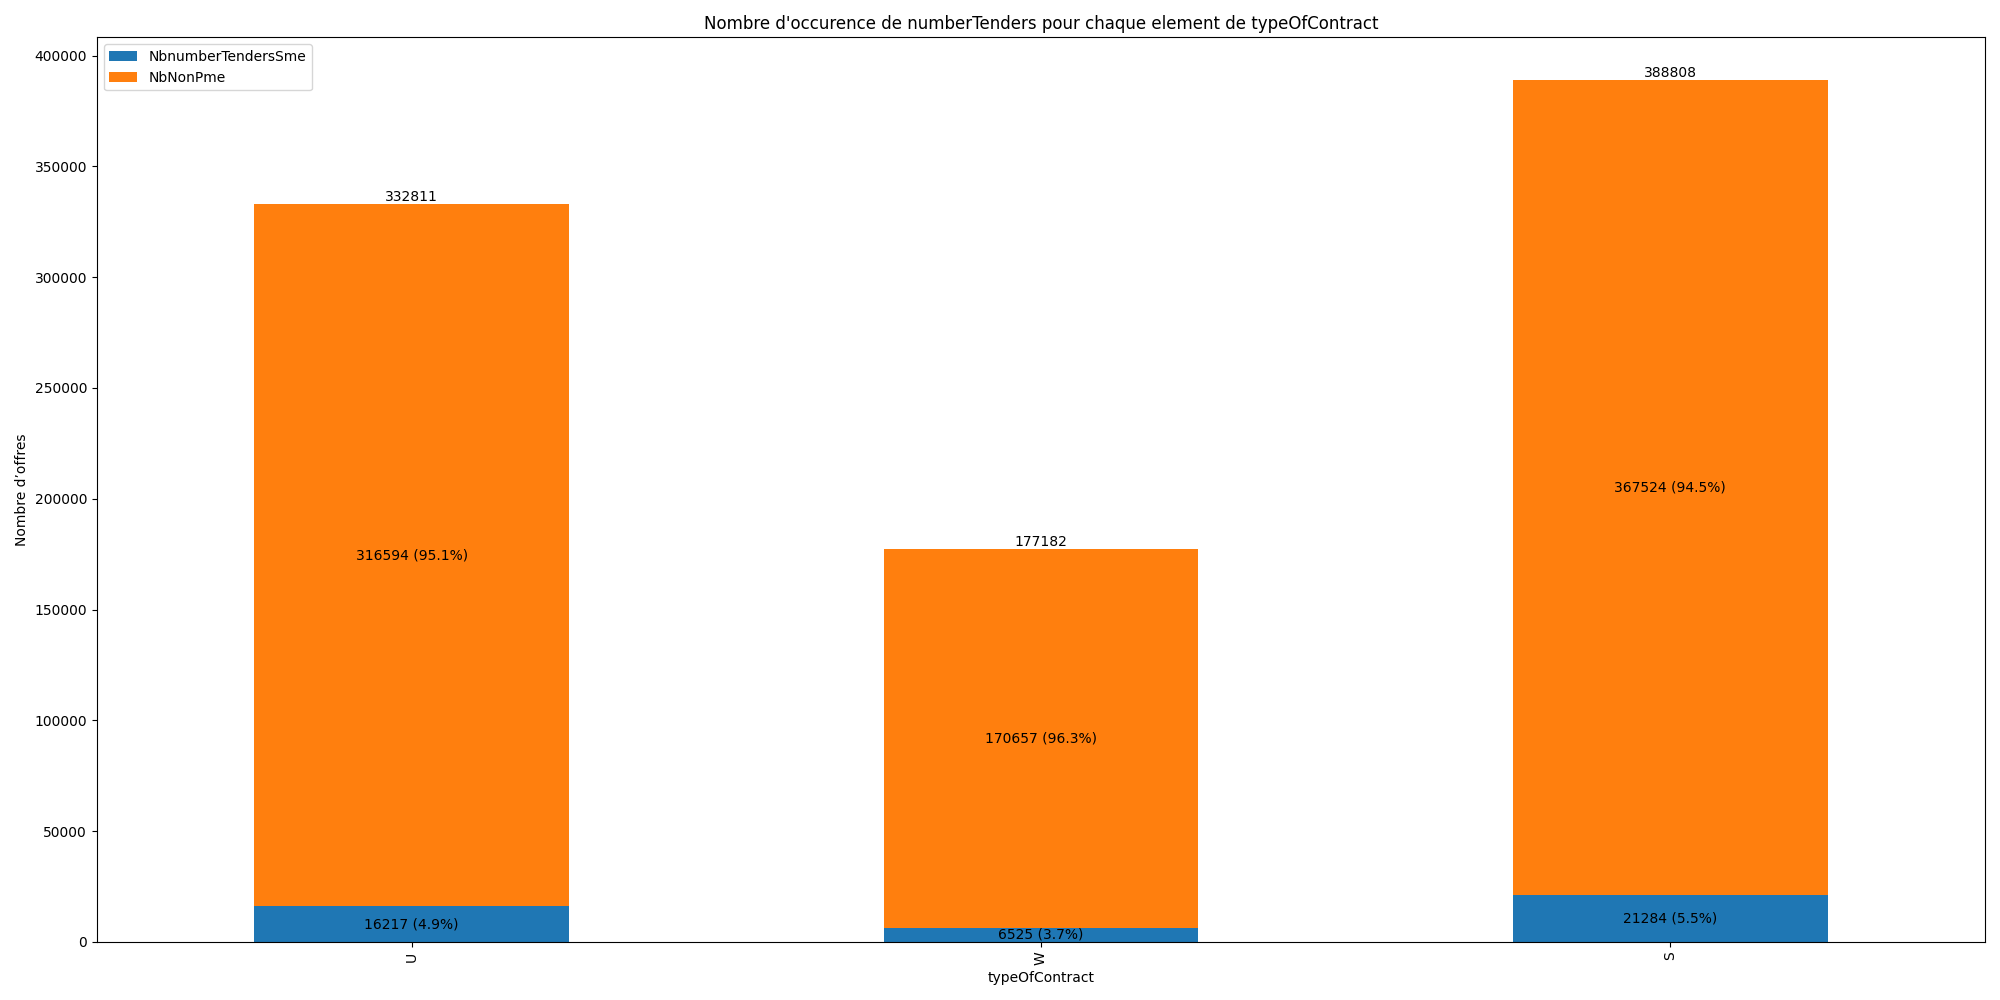 Nombre d'occurence de numberTenders pour chaque element de typeOfContract
NbnumberTendersSme
NbNonPme
400000
350000
300000
250000
200000
150000
100000
50000
0
Nombre d'offres
332811
316594 (95.1%)
16217 (4.9%)
177182
170657 (96.3%)
6525 (3.7%)
388808
367524 (94.5%)
21284 (5.5%)
U
W
S
typeOfContract